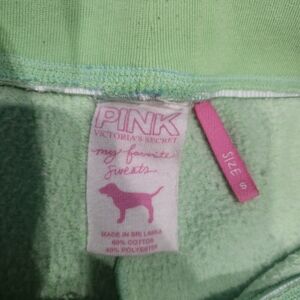 PINK
VICTORIA'S SECRET
my favorite
sweats
MADE IN SRI LANKA
60% COTTON
40% POLYESTER
SIZE S